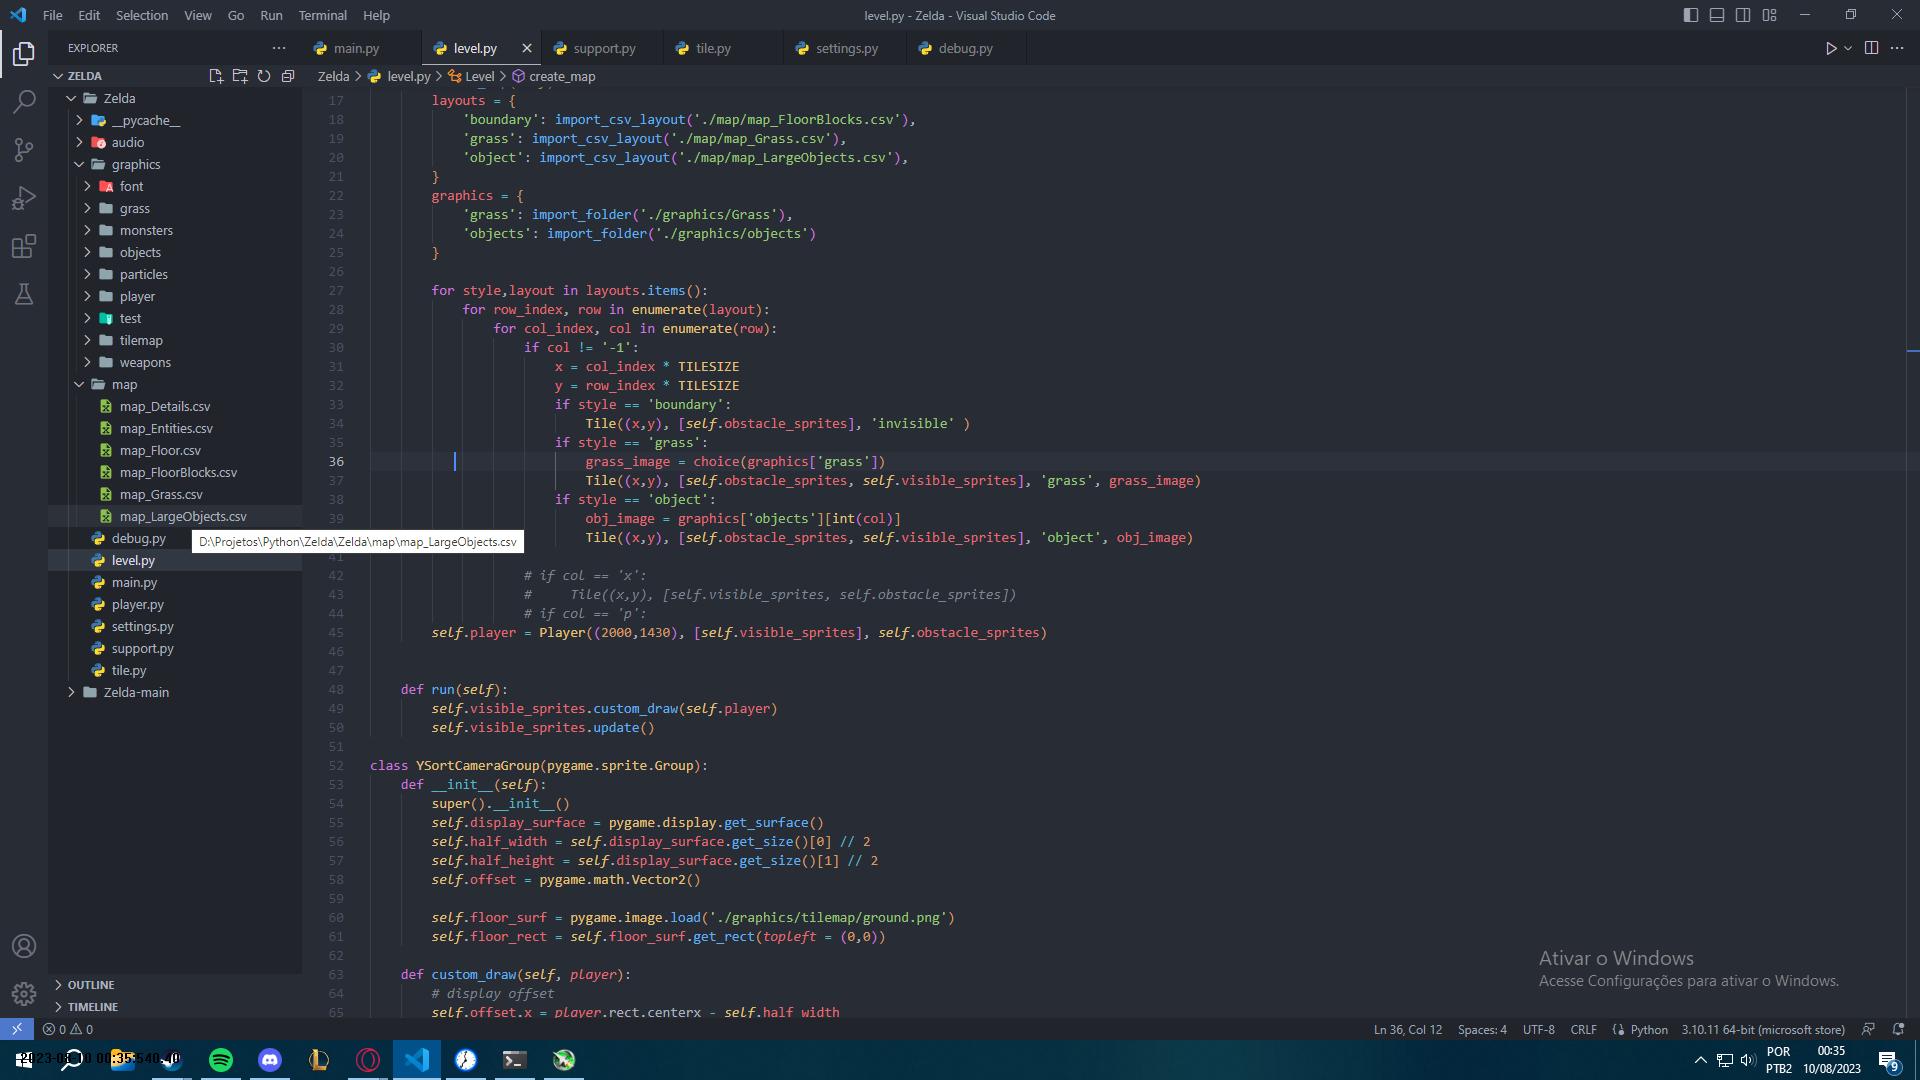 File Edit Selection View Go Run Terminal Help
level.py - Zelda - Visual Studio Code
EXPLORER
main.py
level.py
support.py
tile.py
settings.py
debug.py
ZELDA
Zelda > level.py > Level > create_map
Zelda
__pycache__
audio
graphics
font
grass
monsters
objects
particles
player
test
tilemap
weapons
map
map_Details.csv
map_Entities.csv
map_Floor.csv
map_FloorBlocks.csv
map_Grass.csv
map_LargeObjects.csv
debug.py
D:\Projetos\Python\Zelda\Zelda\map\map_LargeObjects.csv
level.py
main.py
player.py
settings.py
support.py
tile.py
Zelda-main
OUTLINE
TIMELINE
17 layouts = {
18 'boundary': import_csv_layout('./map/map_FloorBlocks.csv'),
19 'grass': import_csv_layout('./map/map_Grass.csv'),
20 'object': import_csv_layout('./map/map_LargeObjects.csv'),
21 }
22 graphics = {
23 'grass': import_folder('./graphics/Grass'),
24 'objects': import_folder('./graphics/objects')
25 }
26
27 for style,layout in layouts.items():
28 for row_index, row in enumerate(layout):
29 for col_index, col in enumerate(row):
30 if col != '-1':
31 x = col_index * TILESIZE
32 y = row_index * TILESIZE
33 if style == 'boundary':
34 Tile((x,y), [self.obstacle_sprites], 'invisible' )
35 if style == 'grass':
36 grass_image = choice(graphics['grass'])
37 Tile((x,y), [self.obstacle_sprites, self.visible_sprites], 'grass', grass_image)
38 if style == 'object':
39 obj_image = graphics['objects'][int(col)]
Tile((x,y), [self.obstacle_sprites, self.visible_sprites], 'object', obj_image)
41
42 # if col == 'x':
43 # Tile((x,y), [self.visible_sprites, self.obstacle_sprites])
44 # if col == 'p':
45 self.player = Player((2000,1430), [self.visible_sprites], self.obstacle_sprites)
46
47
48 def run(self):
49 self.visible_sprites.custom_draw(self.player)
50 self.visible_sprites.update()
51
52 class YSortCameraGroup(pygame.sprite.Group):
53 def __init__(self):
54 super().__init__()
55 self.display_surface = pygame.display.get_surface()
56 self.half_width = self.display_surface.get_size()[0] // 2
57 self.half_height = self.display_surface.get_size()[1] // 2
58 self.offset = pygame.math.Vector2()
59
60 self.floor_surf = pygame.image.load('./graphics/tilemap/ground.png')
61 self.floor_rect = self.floor_surf.get_rect(topleft = (0,0))
62
63 def custom_draw(self, player):
64 # display offset
65 self.offset.x = player.rect.centerx - self.half_width
Ativar o Windows
Acesse Configurações para ativar o Windows.
0 0
Ln 36, Col 12 Spaces: 4 UTF-8 CRLF Python 3.10.11 64-bit (microsoft store)
POR
PTB2
00:35
10/08/2023
9